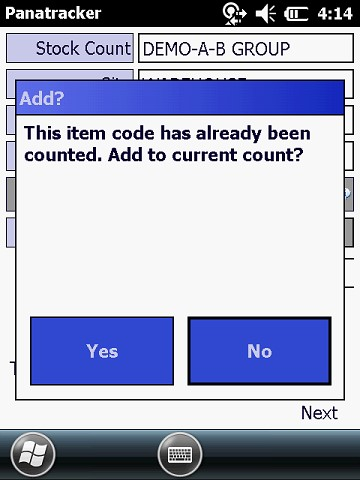 Panatracker 4:14
Stock Count DEMO-A-B GROUP
Add?
This item code has already been
counted. Add to current count?
Yes No
Next